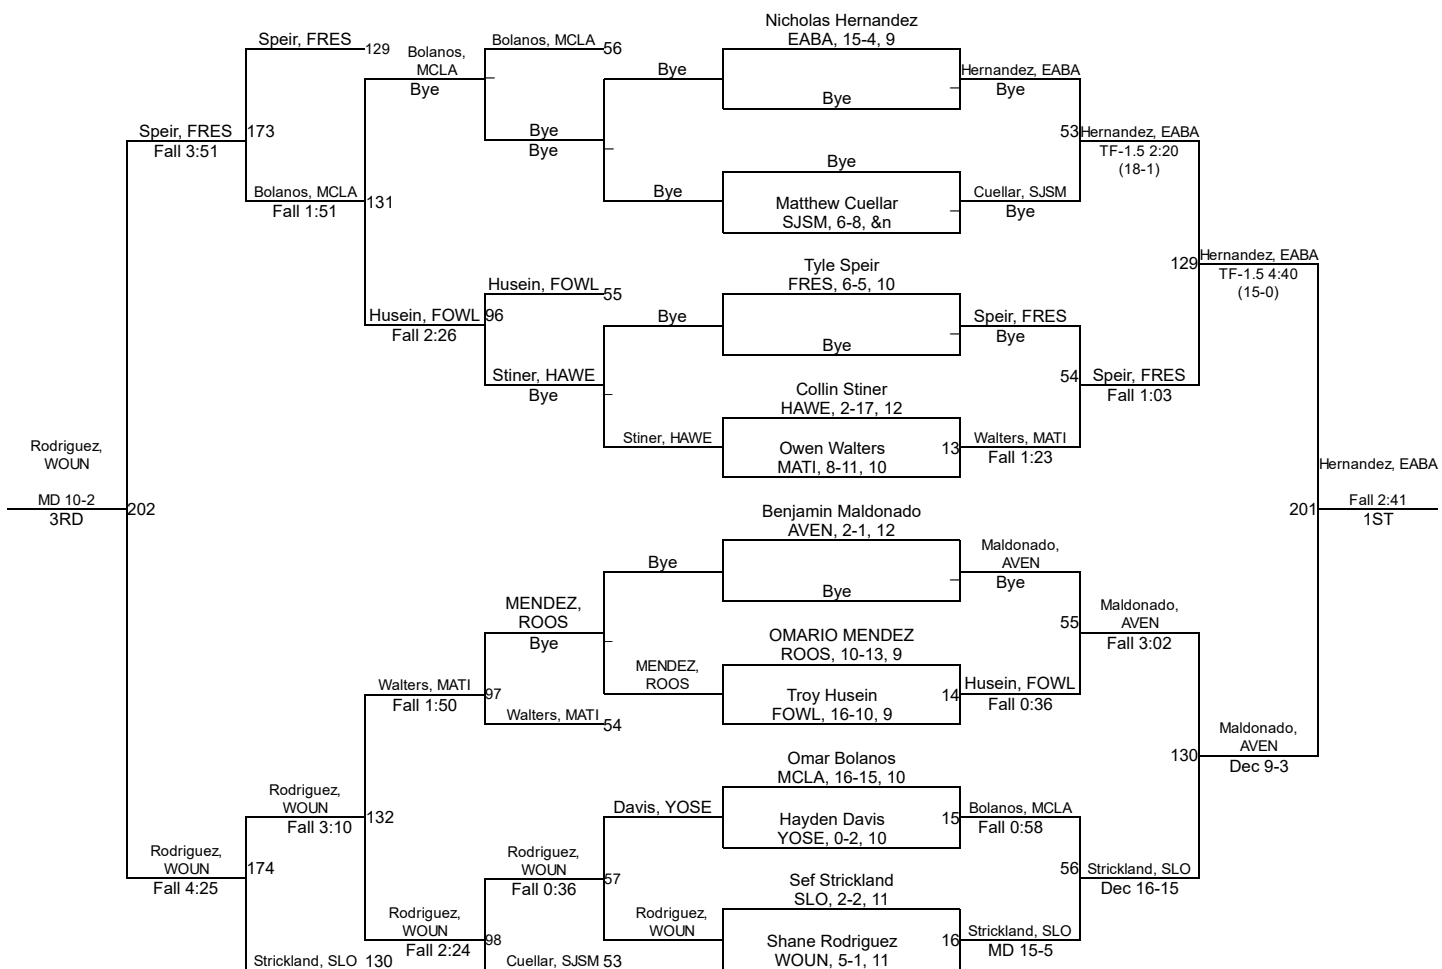 Nicholas Hernandez
EABA, 15-4, 9
Speir, FRES
129
Bolanos,
MCLA
Bye
Bolanos, MCLA
56
Bye
Bye
Hernandez, EABA
Bye
Speir, FRES
173
Fall 3:51
Bye
Bye
53
Hernandez, EABA
TF-1.5 2:20
(18-1)
Bye
Bolanos, MCLA
131
Fall 1:51
Bye
Matthew Cuellar
SJSM, 6-8, &n
Cuellar, SJSM
Bye
Tyle Speir
FRES, 6-5, 10
129
Hernandez, EABA
TF-1.5 4:40
(15-0)
Husein, FOWL
55
Husein, FOWL
96
Fall 2:26
Bye
Bye
Speir, FRES
Bye
Stiner, HAWE
Bye
Collin Stiner
HAWE, 2-17, 12
54
Speir, FRES
Fall 1:03
Stiner, HAWE
Owen Walters
MATI, 8-11, 10
13
Walters, MATI
Fall 1:23
Rodriguez,
WOUN
MD 10-2
3RD
202
Hernandez, EABA
201
Fall 2:41
1ST
Benjamin Maldonado
AVEN, 2-1, 12
Bye
Bye
Maldonado,
AVEN
Bye
MENDEZ,
ROOS
Bye
OMARIO MENDEZ
ROOS, 10-13, 9
55
Maldonado,
AVEN
Fall 3:02
MENDEZ,
ROOS
Troy Husein
FOWL, 16-10, 9
14
Husein, FOWL
Fall 0:36
Walters, MATI
97
Fall 1:50
Walters, MATI
54
130
Maldonado,
AVEN
Dec 9-3
Omar Bolanos
MCLA, 16-15, 10
Rodriguez,
WOUN
Fall 3:10
132
Davis, YOSE
Hayden Davis
YOSE, 0-2, 10
15
Bolanos, MCLA
Fall 0:58
Rodriguez,
WOUN
Fall 4:25
174
Rodriguez,
WOUN
Fall 0:36
57
Sef Strickland
SLO, 2-2, 11
56
Strickland, SLO
Dec 16-15
Rodriguez,
WOUN
Fall 2:24
98
Rodriguez,
WOUN
Shane Rodriguez
WOUN, 5-1, 11
16
Strickland, SLO
MD 15-5
Strickland, SLO
130
Cuellar, SJSM
53